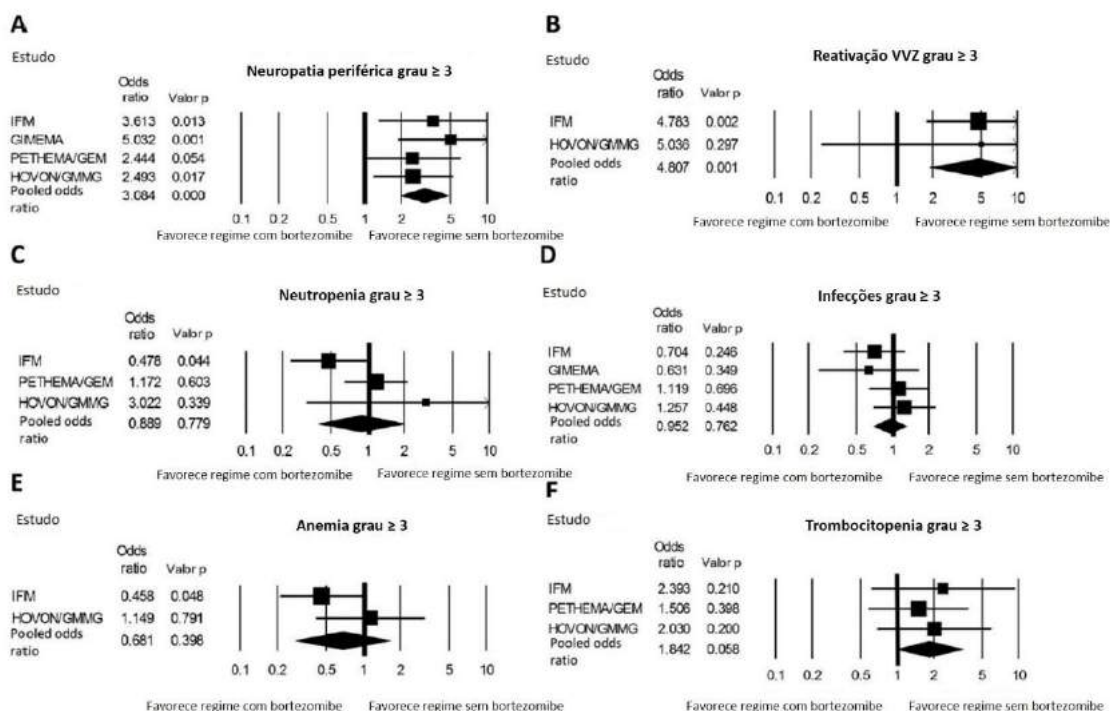 A
Estudo
Neuropatia periférica grau ≥ 3
Odds
ratio Valor p
IFM 3.613 0.013
GIMEMA 5.032 0.001
PETHEMA/GEM 2.444 0.054
HOVON/GMMG 2.493 0.017
Pooled odds
ratio 3.084 0.000
0.1 0.2 0.5 1 2 5 10
Favorece regime com bortezomibe Favorece regime sem bortezomibe
B
Estudo
Reativação VVZ grau ≥ 3
Odds
ratio Valor p
IFM 4.783 0.002
HOVON/GMMG 5.036 0.297
Pooled odds
ratio 4.807 0.001
0.1 0.2 0.5 1 2 5 10
Favorece regime com bortezomibe Favorece regime sem bortezomibe
C
Estudo
Neutropenia grau ≥ 3
Odds
ratio Valor p
IFM 0.478 0.044
PETHEMA/GEM 1.172 0.603
HOVON/GMMG 3.022 0.339
Pooled odds
ratio 0.889 0.779
0.1 0.2 0.5 1 2 5 10
Favorece regime com bortezomibe Favorece regime sem bortezomibe
D
Estudo
Infecções grau ≥ 3
Odds
ratio Valor p
IFM 0.704 0.246
GIMEMA 0.631 0.349
PETHEMA/GEM 1.119 0.696
HOVON/GMMG 1.257 0.448
Pooled odds
ratio 0.952 0.762
0.1 0.2 0.5 1 2 5 10
Favorece regime com bortezomibe Favorece regime sem bortezomibe
E
Estudo
Anemia grau ≥ 3
Odds
ratio Valor p
IFM 0.458 0.048
HOVON/GMMG 1.149 0.791
Pooled odds
ratio 0.681 0.398
0.1 0.2 0.5 1 2 5 10
Favorece regime com bortezomibe Favorece regime sem bortezomibe
F
Estudo
Trombocitopenia grau ≥ 3
Odds
ratio Valor p
IFM 2.393 0.210
PETHEMA/GEM 1.506 0.398
HOVON/GMMG 2.030 0.200
Pooled odds
ratio 1.842 0.058
0.1 0.2 0.5 1 2 5 10
Favorece regime com bortezomibe Favorece regime sem bortezomibe